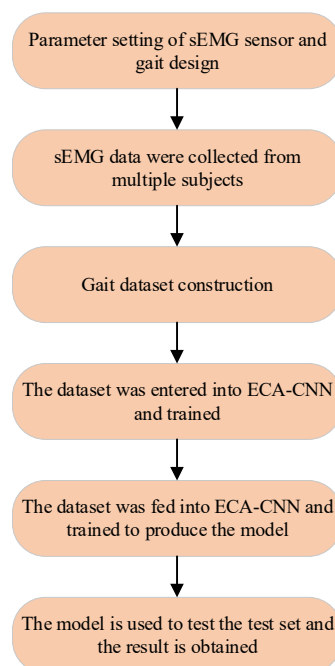 Parameter setting of sEMG sensor and
gait design
sEMG data were collected from
multiple subjects
Gait dataset construction
The dataset was entered into ECA-CNN
and trained
The dataset was fed into ECA-CNN and
trained to produce the model
The model is used to test the test set and
the result is obtained